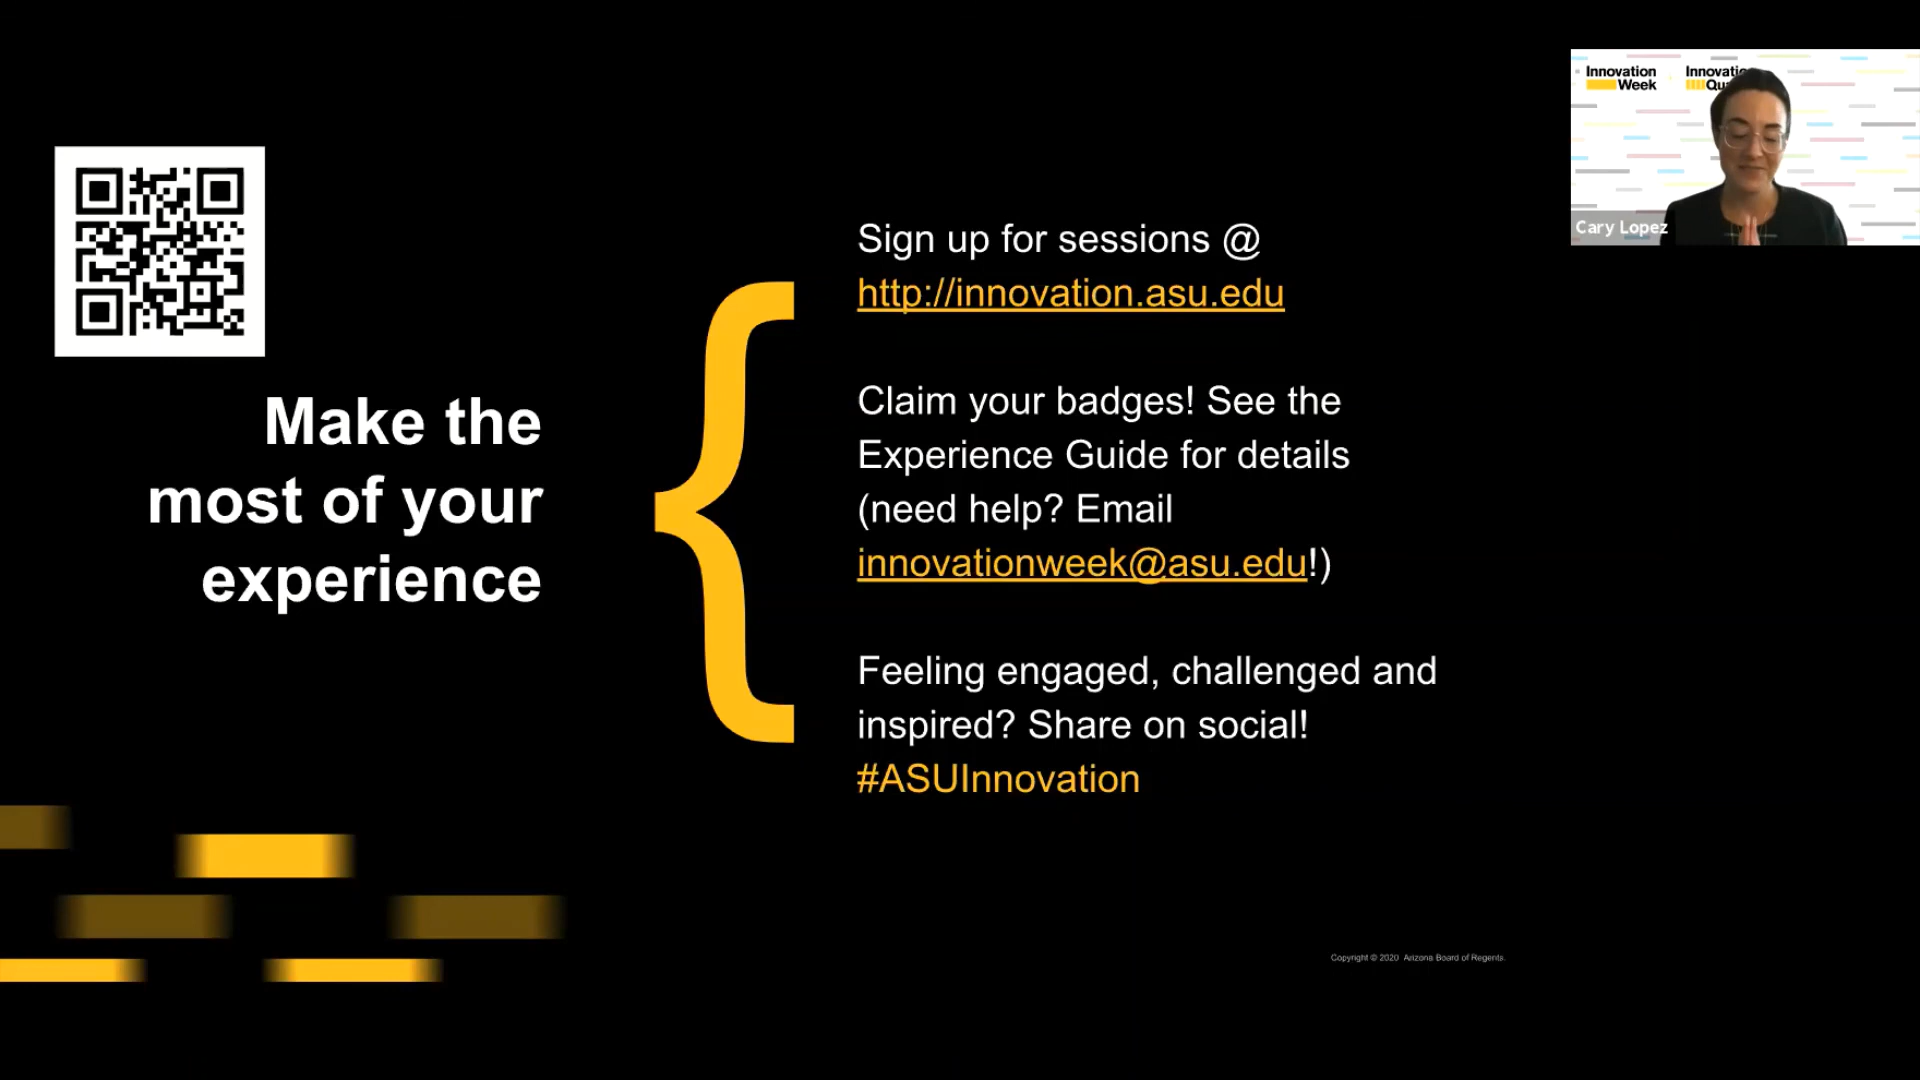 Innovation
Week
Innovatio
Qua
Cary Lopez
Make the
most of your
experience
Sign up for sessions @
http://innovation.asu.edu
Claim your badges! See the
Experience Guide for details
(need help? Email
innovationweek@asu.edu!)
Feeling engaged, challenged and
inspired? Share on social!
#ASUInnovation
Copyright © 2020 Arizona Board of Regents.